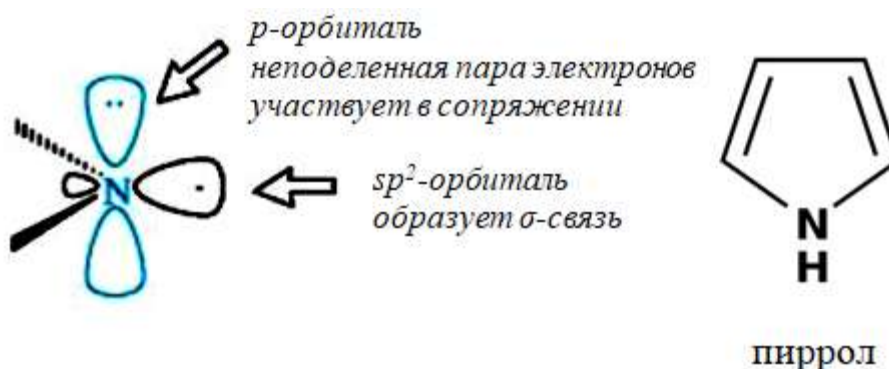 p-орбиталь
неподеленная пара электронов
участвует в сопряжении
N
sp²-орбиталь
образует σ-связь
N
H
пиррол